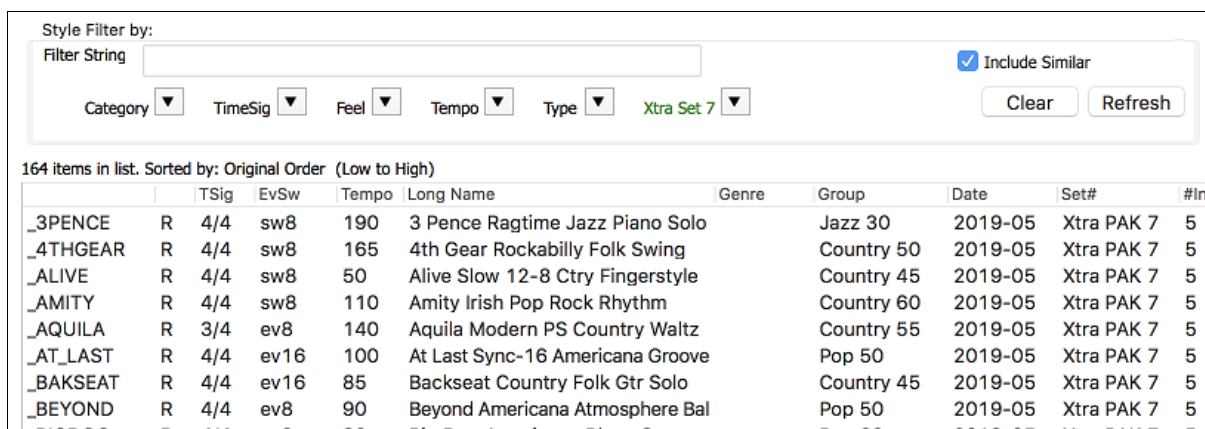 Style Filter by:
Filter String
Include Similar
Category ▼ TimeSig ▼ Feel ▼ Tempo ▼ Type ▼ Xtra Set 7 ▼ Clear Refresh
164 items in list. Sorted by: Original Order (Low to High)
TSig EvSw Tempo Long Name Genre Group Date Set# #In
_3PENCE R 4/4 sw8 190 3 Pence Ragtime Jazz Piano Solo Jazz 30 2019-05 Xtra PAK 7 5
_4THGEAR R 4/4 sw8 165 4th Gear Rockabilly Folk Swing Country 50 2019-05 Xtra PAK 7 5
_ALIVE R 4/4 sw8 50 Alive Slow 12-8 Ctry Fingerstyle Country 45 2019-05 Xtra PAK 7 5
_AMITY R 4/4 sw8 110 Amity Irish Pop Rock Rhythm Country 60 2019-05 Xtra PAK 7 5
_AQUILA R 3/4 ev8 140 Aquila Modern PS Country Waltz Country 55 2019-05 Xtra PAK 7 5
_AT_LAST R 4/4 ev16 100 At Last Sync-16 Americana Groove Pop 50 2019-05 Xtra PAK 7 5
_BAKSEAT R 4/4 ev16 85 Backseat Country Folk Gtr Solo Country 45 2019-05 Xtra PAK 7 5
_BEYOND R 4/4 ev8 90 Beyond Americana Atmosphere Bal Pop 50 2019-05 Xtra PAK 7 5